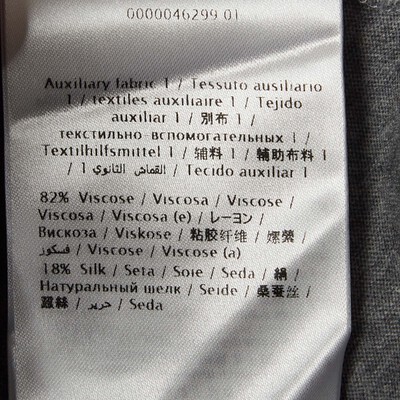 0000046299 01
Auxiliary fabric 1 / Tessuto ausiliario
1 / textiles auxiliaire 1 / Tejido
auxiliar 1 / 別布 1 /
текстильно-вспомогательных 1 /
Textilhilfsmittel 1 / 辅料 1 / 輔助布料 1
/ القماش الثانوي 1 / Tecido auxiliar 1
82% Viscose / Viscosa / Viscose /
Viscosa / Viscosa (e) / レーヨン /
Вискоза / Viskose / 粘胶纤维 / 嫘縈 /
فسكوز / Viscose / Viscose (a)
18% Silk / Seta / Soie / Seda / 絹 /
Натуральный шелк / Seide / 桑蚕丝 /
蠶絲 / حرير / Seda